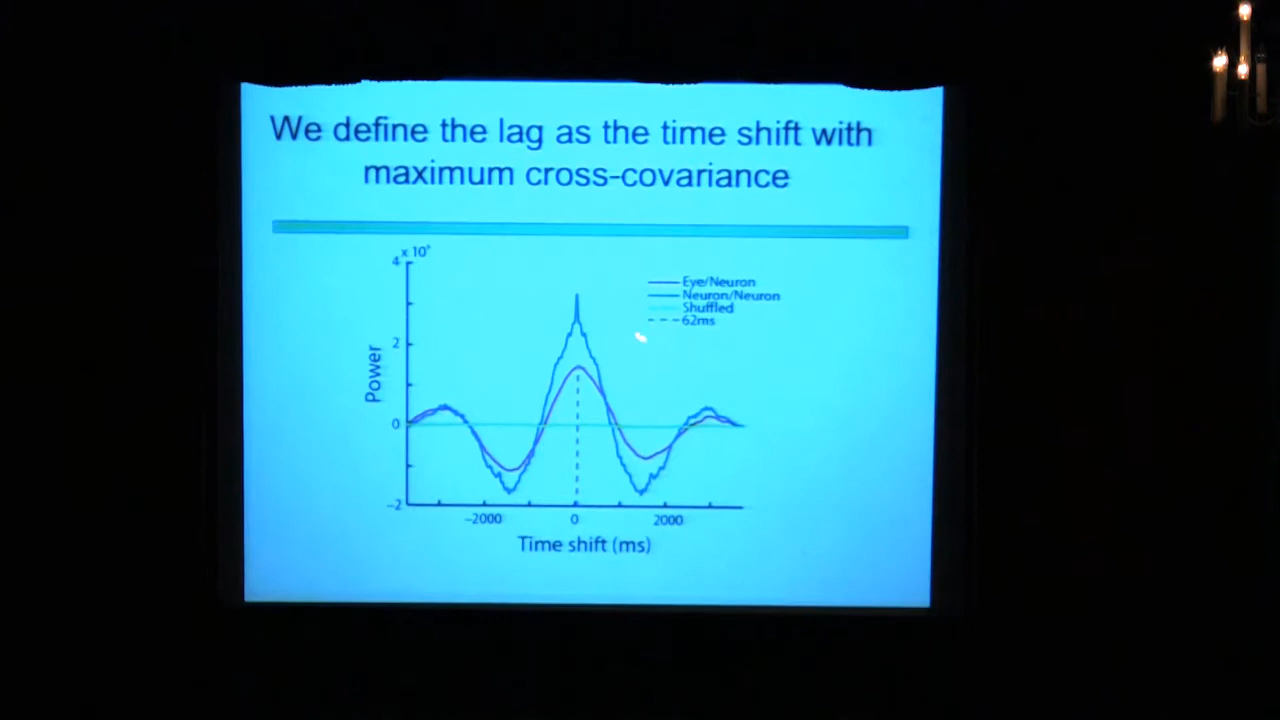 We define the lag as the time shift with
maximum cross-covariance
4 x 10
Eye/Neuron
Neuron/Neuron
Shuffled
62ms
2
Power
0
-2
-2000 0 2000
Time shift (ms)